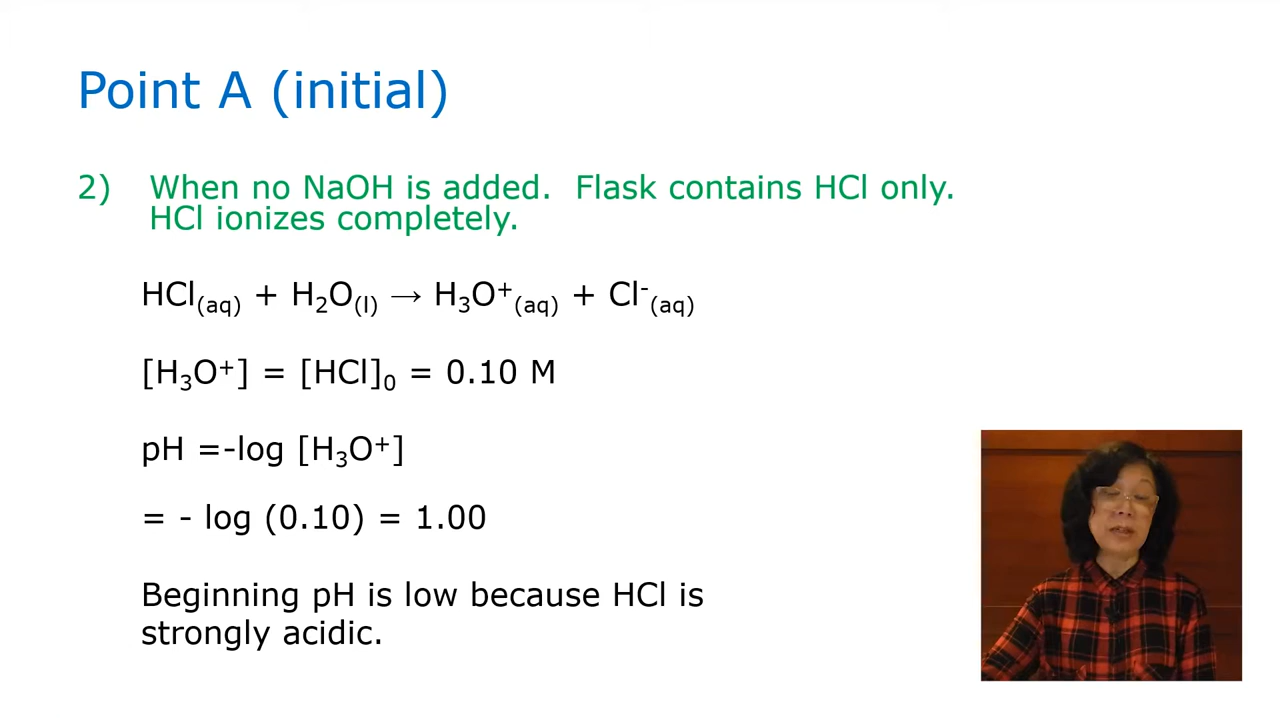 Point A (initial)
2) When no NaOH is added. Flask contains HCl only.
HCl ionizes completely.
HCl(aq) + H₂O(l) → H₃O⁺(aq) + Cl⁻(aq)
[H₃O⁺] = [HCl]₀ = 0.10 M
pH =-log [H₃O⁺]
= - log (0.10) = 1.00
Beginning pH is low because HCl is
strongly acidic.